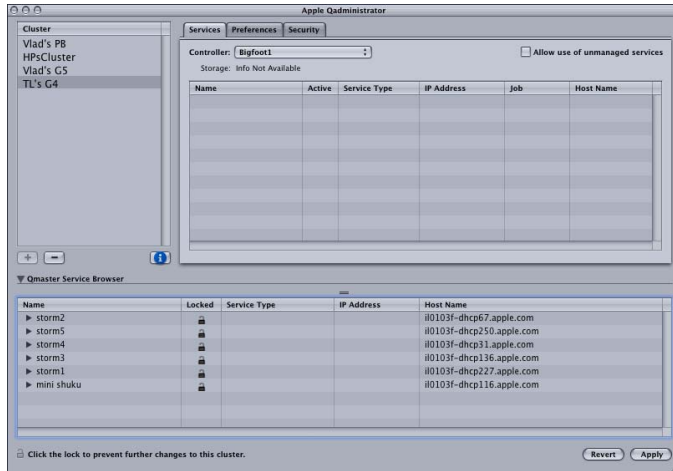 Apple Qadministrator
Cluster
Vlad's PB
HPsCluster
Vlad's G5
TL's G4
Services Preferences Security
Controller: Bigfoot1
Allow use of unmanaged services
Storage: Info Not Available
Name Active Service Type IP Address Job Host Name
Qmaster Service Browser
Name Locked Service Type IP Address Host Name
storm2 il0103f-dhcp67.apple.com
storm5 il0103f-dhcp250.apple.com
storm4 il0103f-dhcp31.apple.com
storm3 il0103f-dhcp136.apple.com
storm1 il0103f-dhcp227.apple.com
mini shuku il0103f-dhcp116.apple.com
Click the lock to prevent further changes to this cluster.
Revert Apply